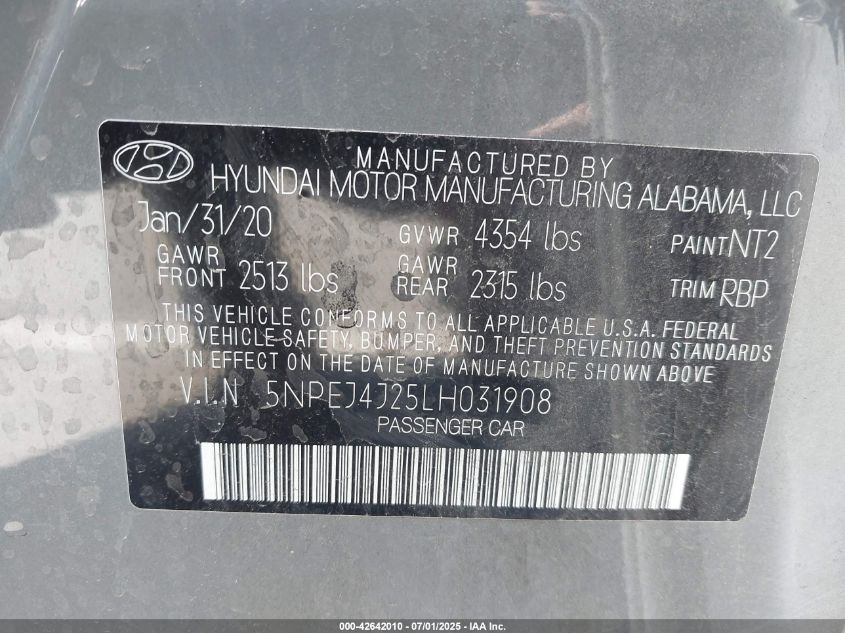 MANUFACTURED BY
HYUNDAI MOTOR MANUFACTURING ALABAMA, LLC
Jan/31/20 GVWR 4354 lbs PAINT NT2
GAWR FRONT 2513 lbs GAWR REAR 2315 lbs TRIM RBP
THIS VEHICLE CONFORMS TO ALL APPLICABLE U.S.A. FEDERAL
MOTOR VEHICLE SAFETY, BUMPER, AND THEFT PREVENTION STANDARDS
IN EFFECT ON THE DATE OF MANUFACTURE SHOWN ABOVE
V.I.N 5NPEJ4J25LH031908
PASSENGER CAR
000-42642010 - 07/01/2025 - IAA Inc.